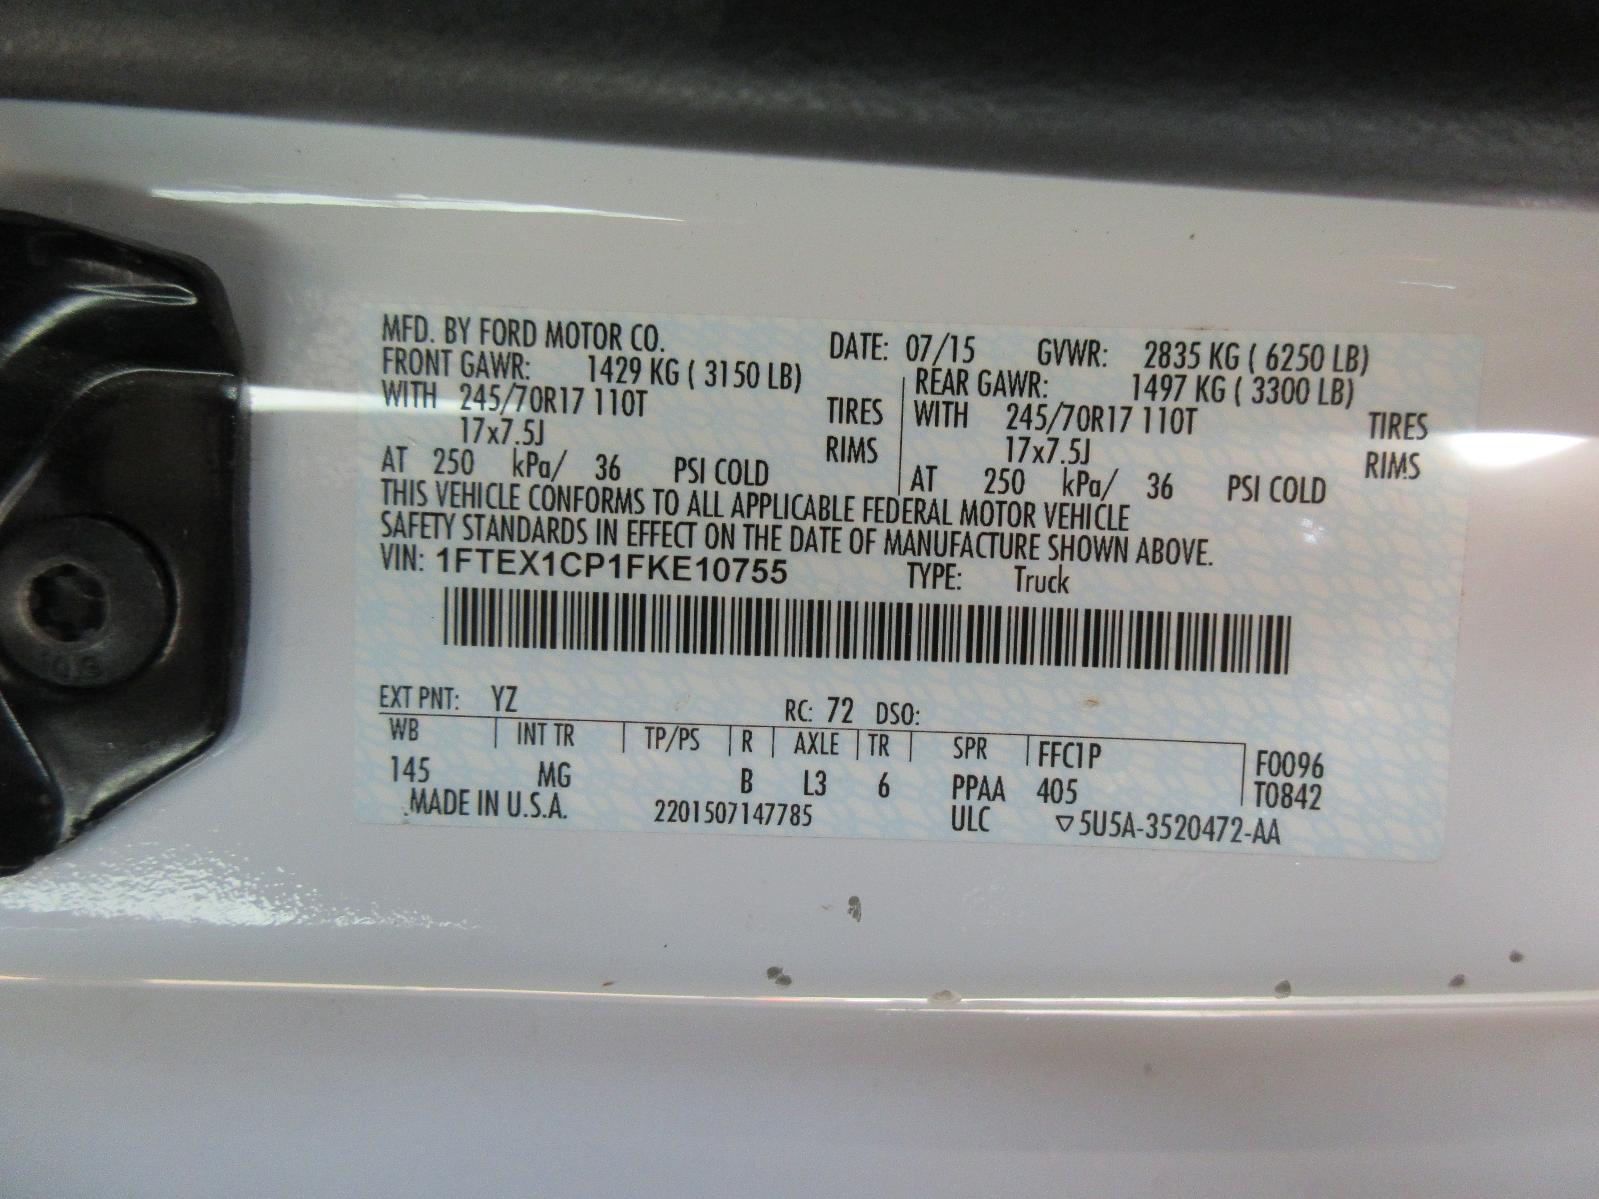 MFD. BY FORD MOTOR CO. DATE: 07/15 GVWR: 2835 KG ( 6250 LB)
FRONT GAWR: 1429 KG ( 3150 LB) REAR GAWR: 1497 KG ( 3300 LB)
WITH 245/70R17 110T TIRES WITH 245/70R17 110T TIRES
17x7.5J RIMS 17x7.5J RIMS
AT 250 kPa/ 36 PSI COLD AT 250 kPa/ 36 PSI COLD
THIS VEHICLE CONFORMS TO ALL APPLICABLE FEDERAL MOTOR VEHICLE
SAFETY STANDARDS IN EFFECT ON THE DATE OF MANUFACTURE SHOWN ABOVE.
VIN: 1FTEX1CP1FKE10755 TYPE: Truck
EXT PNT: YZ RC: 72 DSO:
WB INT TR TP/PS R AXLE TR SPR FFC1P F0096
145 MG B L3 6 PPAA 405 T0842
MADE IN U.S.A. 2201507147785 ULC ▽5U5A-3520472-AA